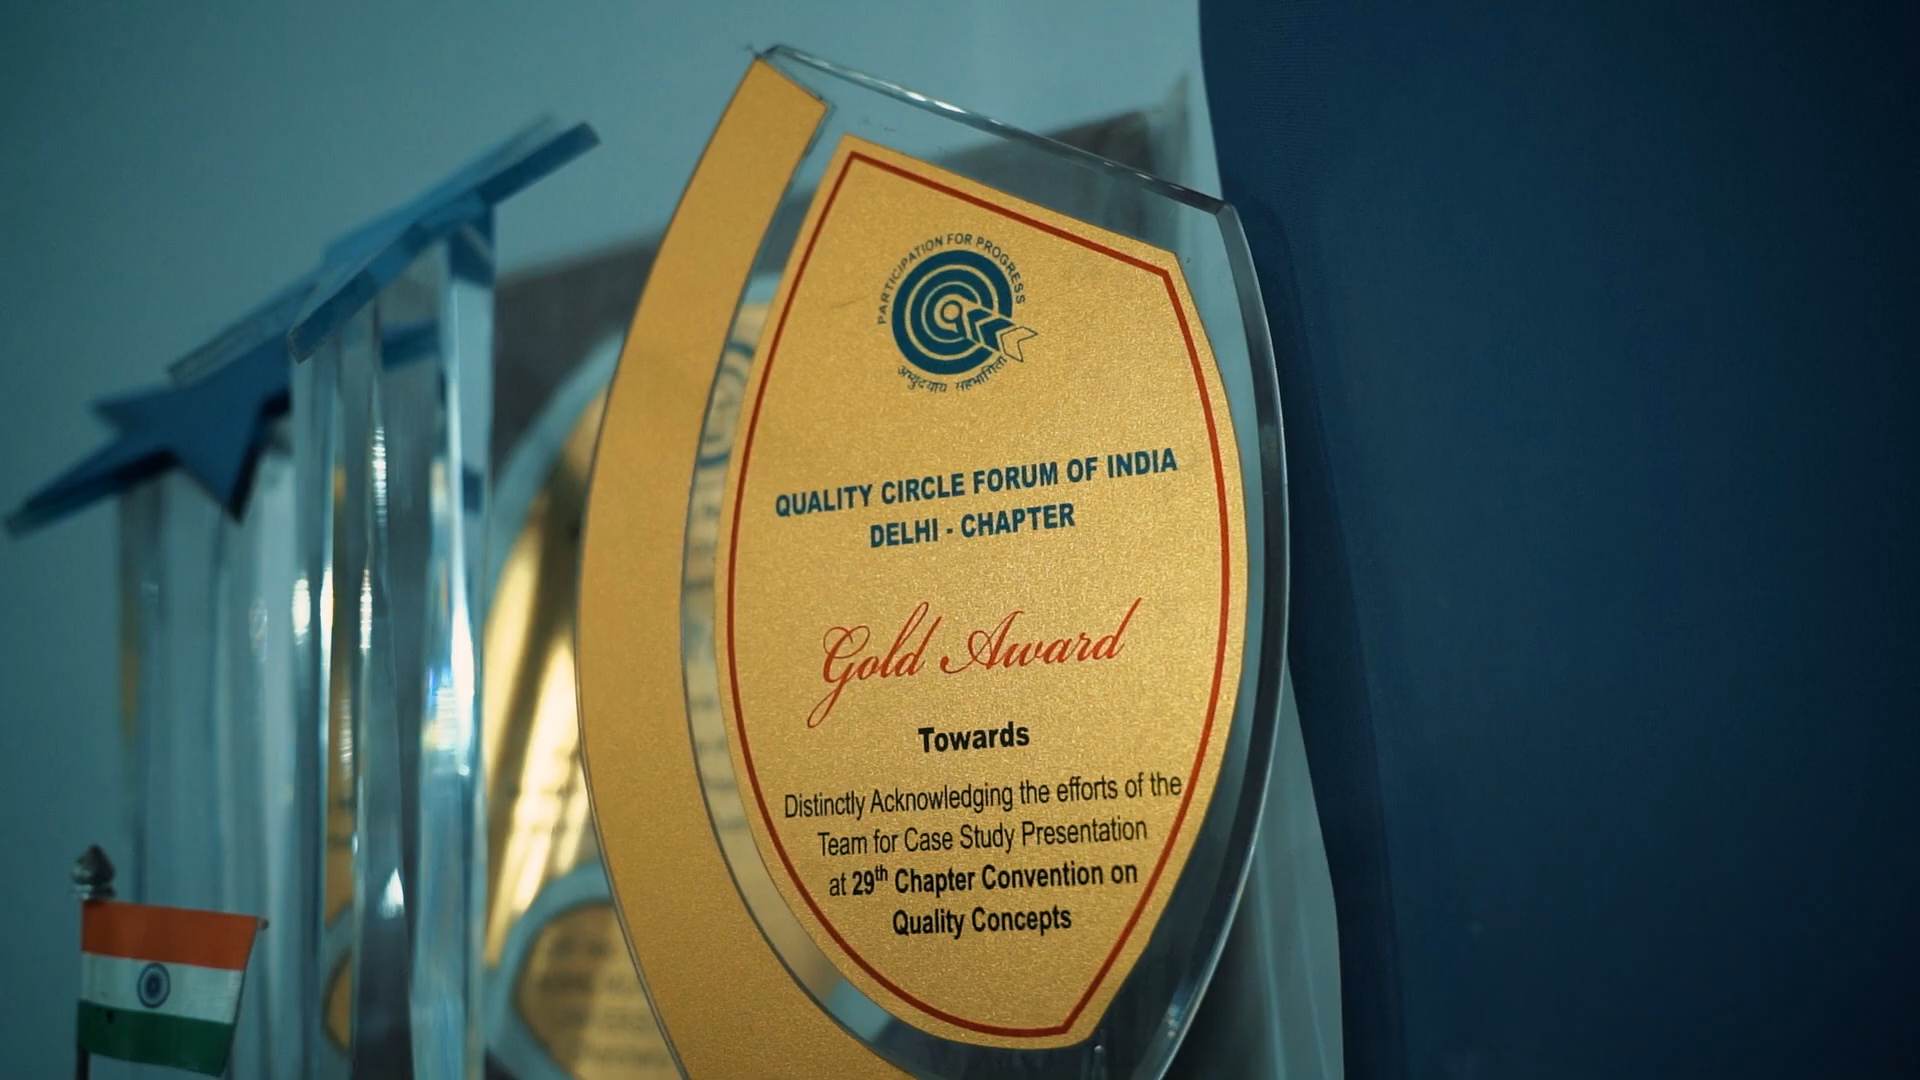 PARTICIPATION FOR PROGRESS
अभ्युदयाय सहभागिता
QUALITY CIRCLE FORUM OF INDIA
DELHI - CHAPTER
Gold Award
Towards
Distinctly Acknowledging the efforts of the
Team for Case Study Presentation
at 29th Chapter Convention on
Quality Concepts